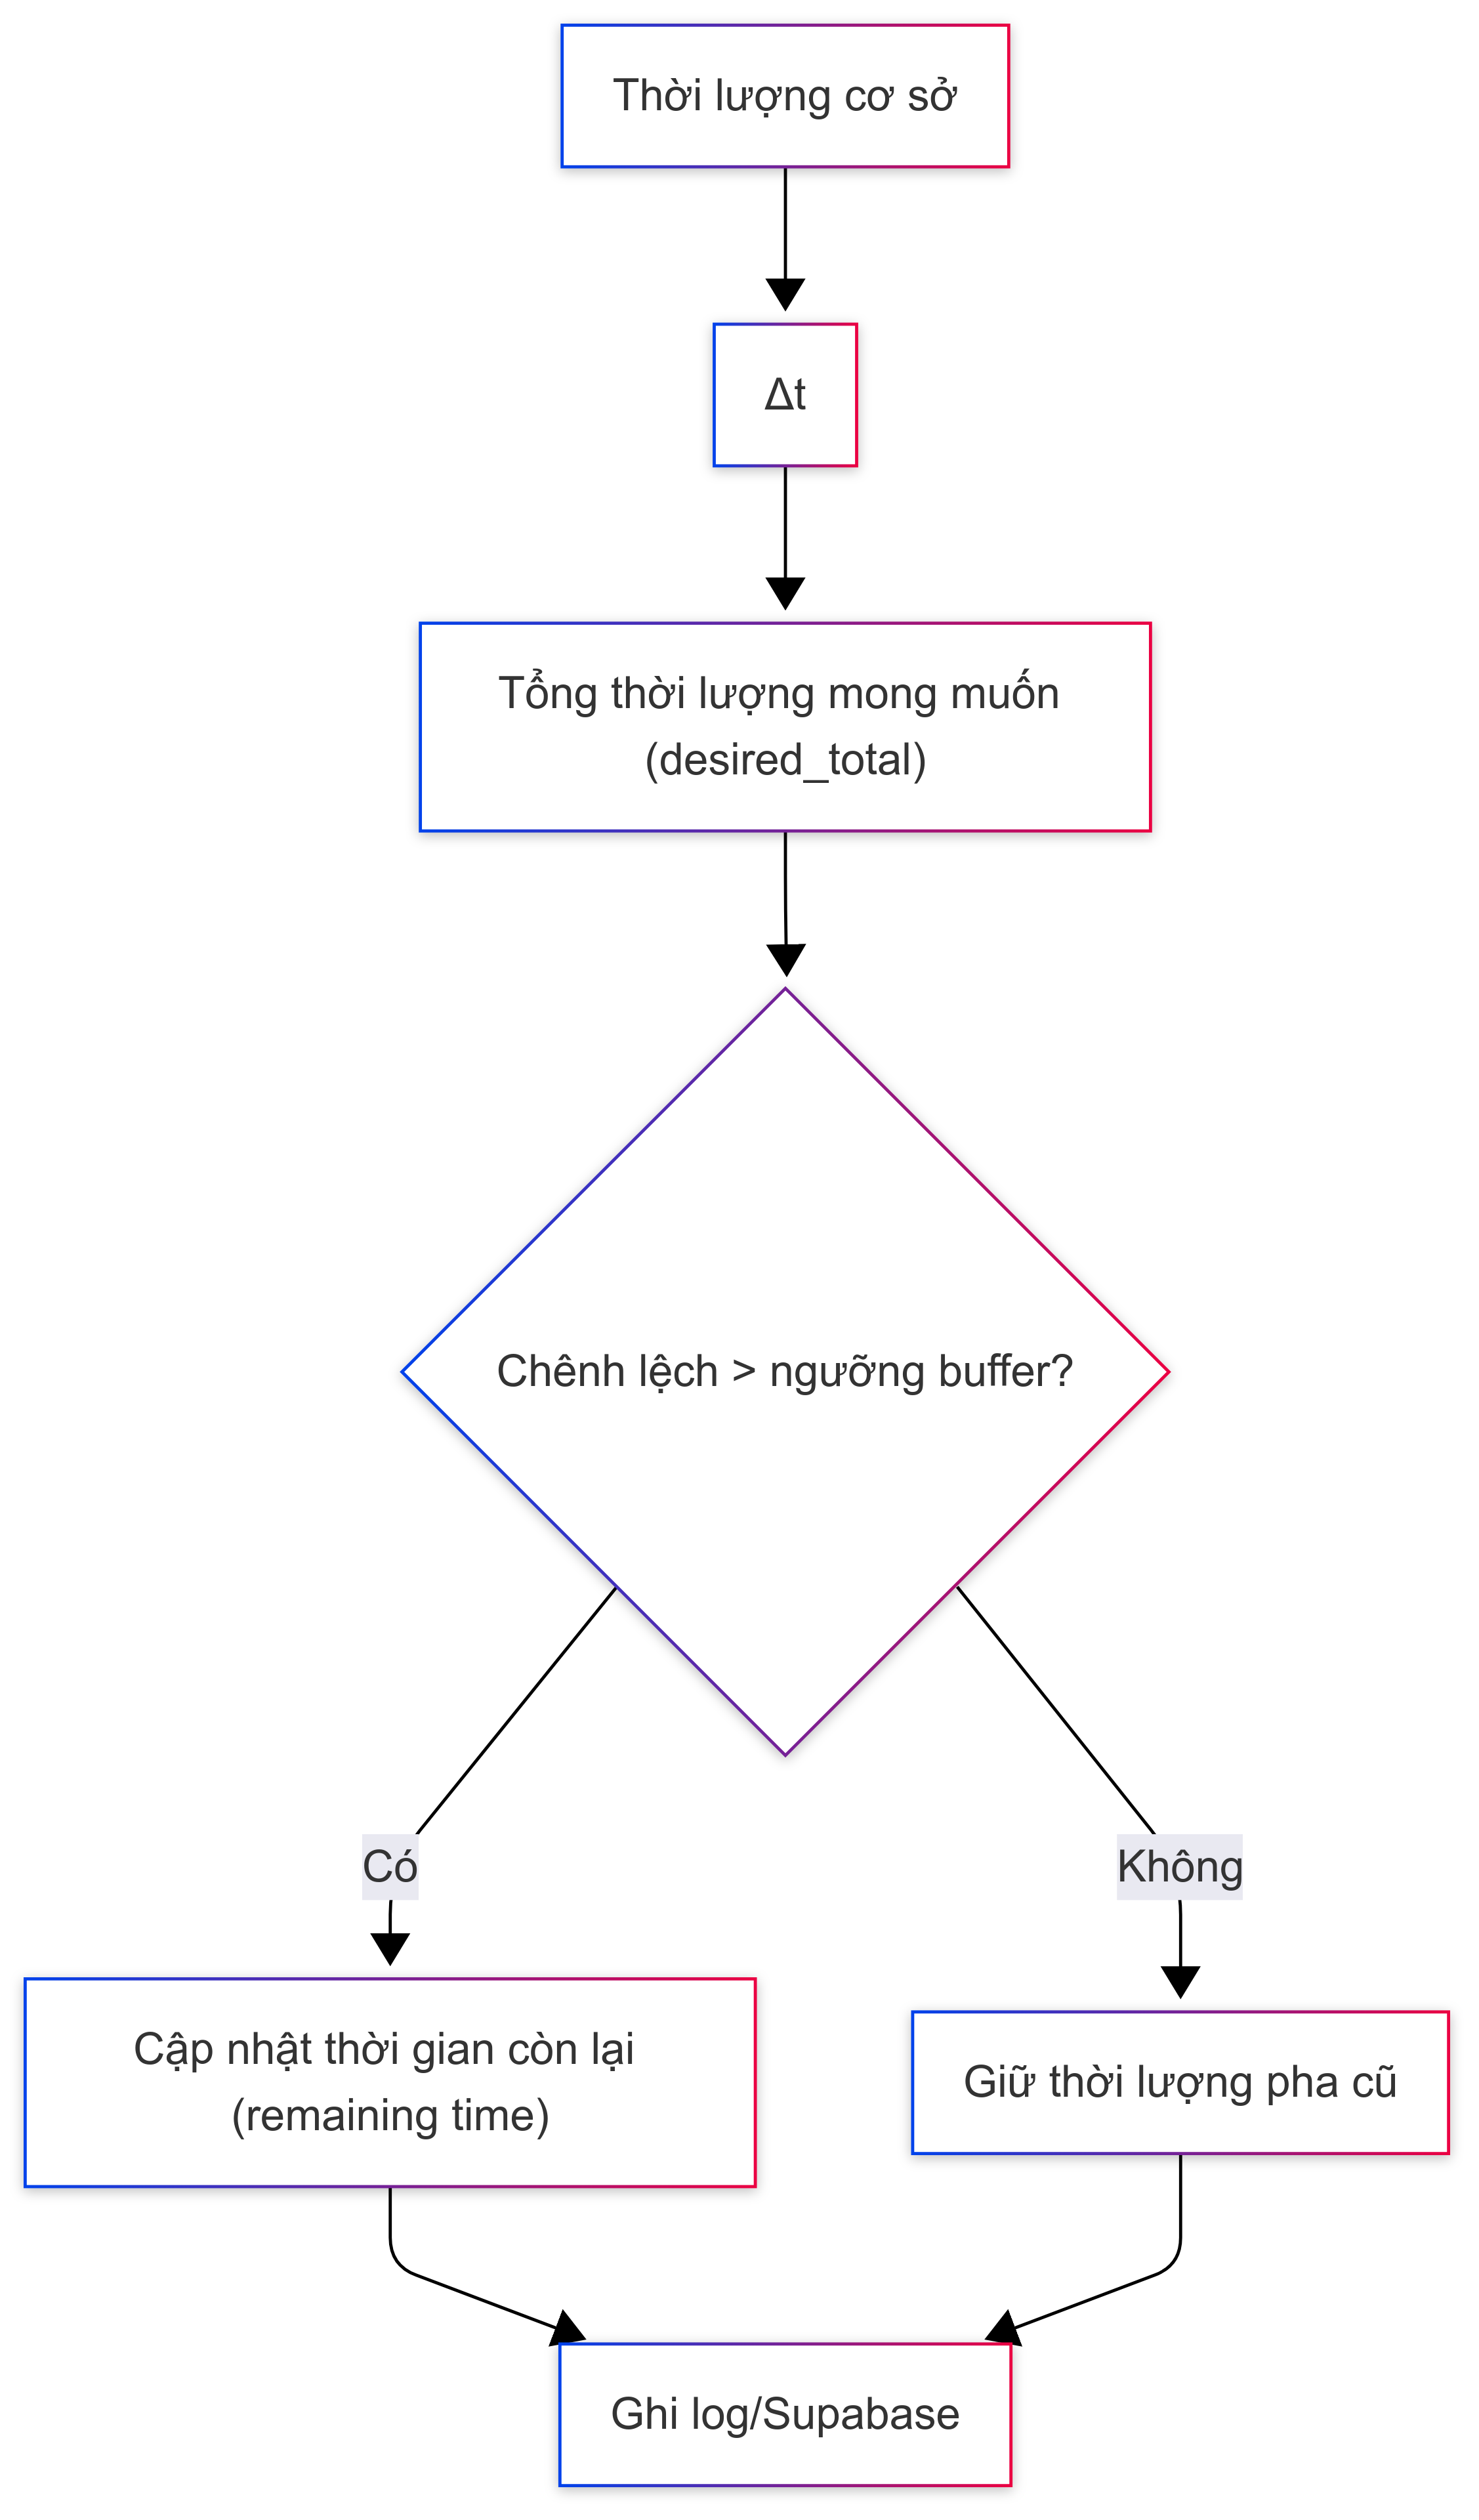 Thời lượng cơ sở
Δt
Tổng thời lượng mong muốn
(desired_total)
Chênh lệch > ngưỡng buffer?
Có
Không
Cập nhật thời gian còn lại
(remaining time)
Giữ thời lượng pha cũ
Ghi log/Supabase